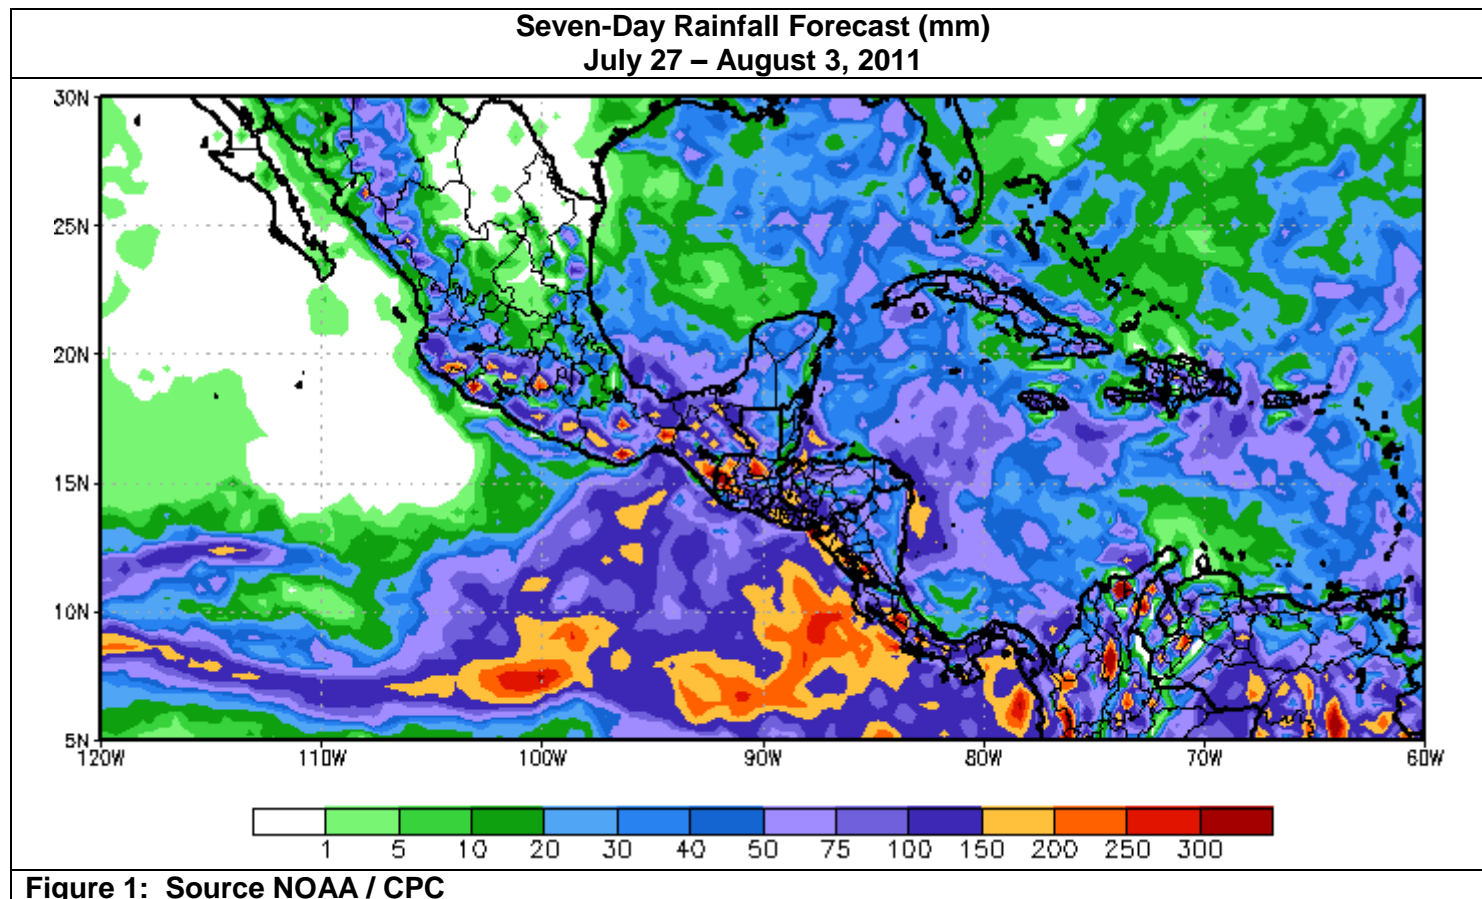 Seven-Day Rainfall Forecast (mm)
July 27 – August 3, 2011
30N
25N
20N
15N
10N
5N
120W 110W 100W 90W 80W 70W 60W
1 5 10 20 30 40 50 75 100 150 200 250 300
Figure 1: Source NOAA / CPC